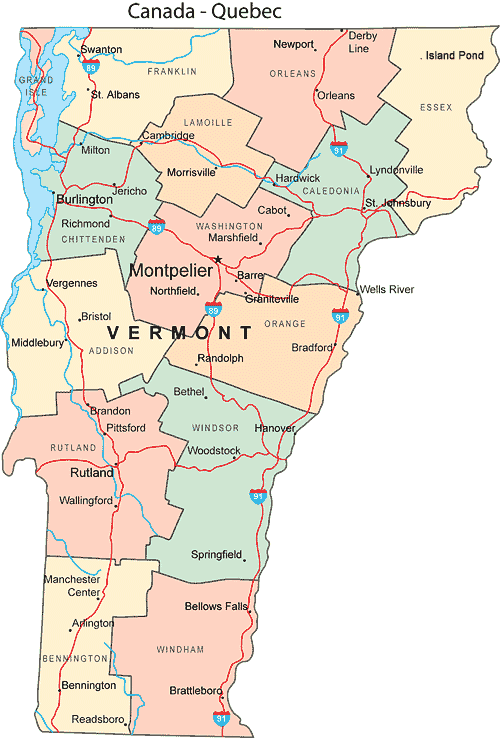 Canada - Quebec
Derby
Line
Newport
Swanton
Island Pond
89
FRANKLIN
ORLEANS
GRAND
ISLE
St. Albans
Orleans
ESSEX
LAMOILLE
Cambridge
Milton
91
Morrisville
Lyndonville
Hardwick
Jericho
CALEDONIA
Burlington
St. Johnsbury
Cabot
Richmond
89
WASHINGTON
CHITTENDEN
Marshfield
Montpelier
Barre
Vergennes
Northfield
Graniteville
Wells River
89
Bristol
91
ORANGE
VERMONT
Middlebury
Bradford
ADDISON
Randolph
Bethel
Brandon
Pittsford
WINDSOR
Hanover
RUTLAND
Woodstock
Rutland
91
Wallingford
Springfield
Manchester
Center
Bellows Falls
Arlington
WINDHAM
BENNINGTON
Bennington
Brattleboro
Readsboro
91